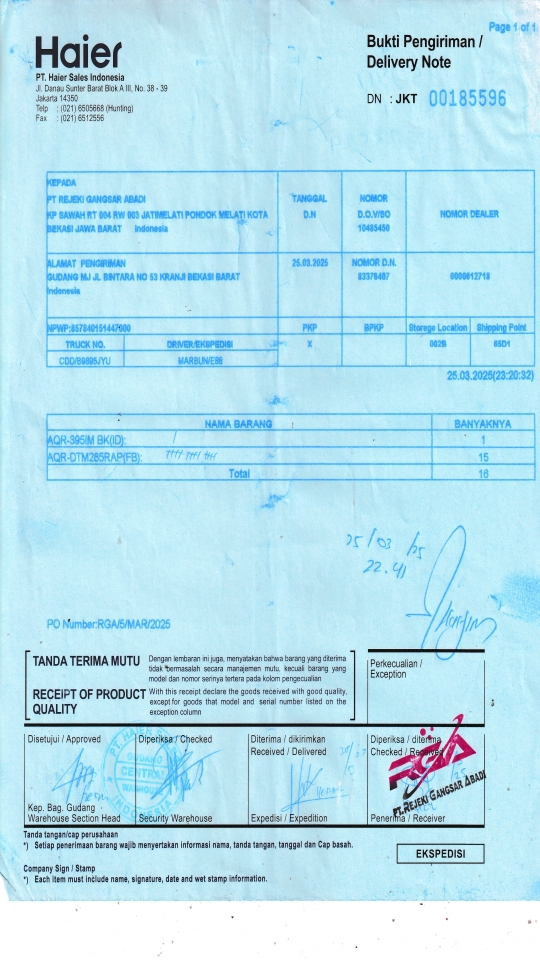 Page 1 of 1
Haier
PT. Haier Sales Indonesia
Jl. Danau Sunter Barat Blok A III, No. 38 - 39
Jakarta 14350
Telp : (021) 6505668 (Hunting)
Fax : (021) 6512556
Bukti Pengiriman /
Delivery Note
DN : JKT 00185596
KEPADA
PT REJEKI GANGSAR ABADI
KP SAWAH RT 004 RW 003 JATIMELATI PONDOK MELATI KOTA
BEKASI JAWA BARAT Indonesia
TANGGAL
D.N
NOMOR
D.O.V/SO
10485450
NOMOR DEALER
ALAMAT PENGIRIMAN
GUDANG MJ JL BINTARA NO 53 KRANJI BEKASI BARAT
Indonesia
25.03.2025
NOMOR D.N.
83378407
0000612718
NPWP:857840151447000
PKP
BPKP
Storege Location
Shipping Point
TRUCK NO.
DRIVER/EKSPEDISI
X
002B
65D1
CDD/B9895JYU
MARBUN/E86
25.03.2025(23:20:32)
NAMA BARANG
BANYAKNYA
AQR-395IM BK(ID):
1
AQR-DTM285RAP(FB):
15
Total
16
25/03/25
22.41
PO Number:RGA/5/MAR/2025
TANDA TERIMA MUTU
Dengan lembaran ini juga, menyatakan bahwa barang yang diterima
tidak bermasalah secara manajemen mutu, kecuali barang yang
model dan nomor serinya tertera pada kolom pengecualian
RECEIPT OF PRODUCT
QUALITY
With this receipt declare the goods received with good quality,
except for goods that model and serial number listed on the
exception column
Perkecualian /
Exception
Disetujui / Approved
Diperiksa / Checked
Diterima / dikirimkan
Received / Delivered
Diperiksa / diterima
Checked / Received
CENTRAL
RGA
PT. REJEKI GANGSAR ABADI
Kep. Bag. Gudang
Warehouse Section Head
Security Warehouse
Expedisi / Expedition
Penerima / Receiver
Tanda tangan/cap perusahaan
*) Setiap penerimaan barang wajib menyertakan informasi nama, tanda tangan, tanggal dan Cap basah.
EKSPEDISI
Company Sign / Stamp
*) Each item must include name, signature, date and wet stamp information.